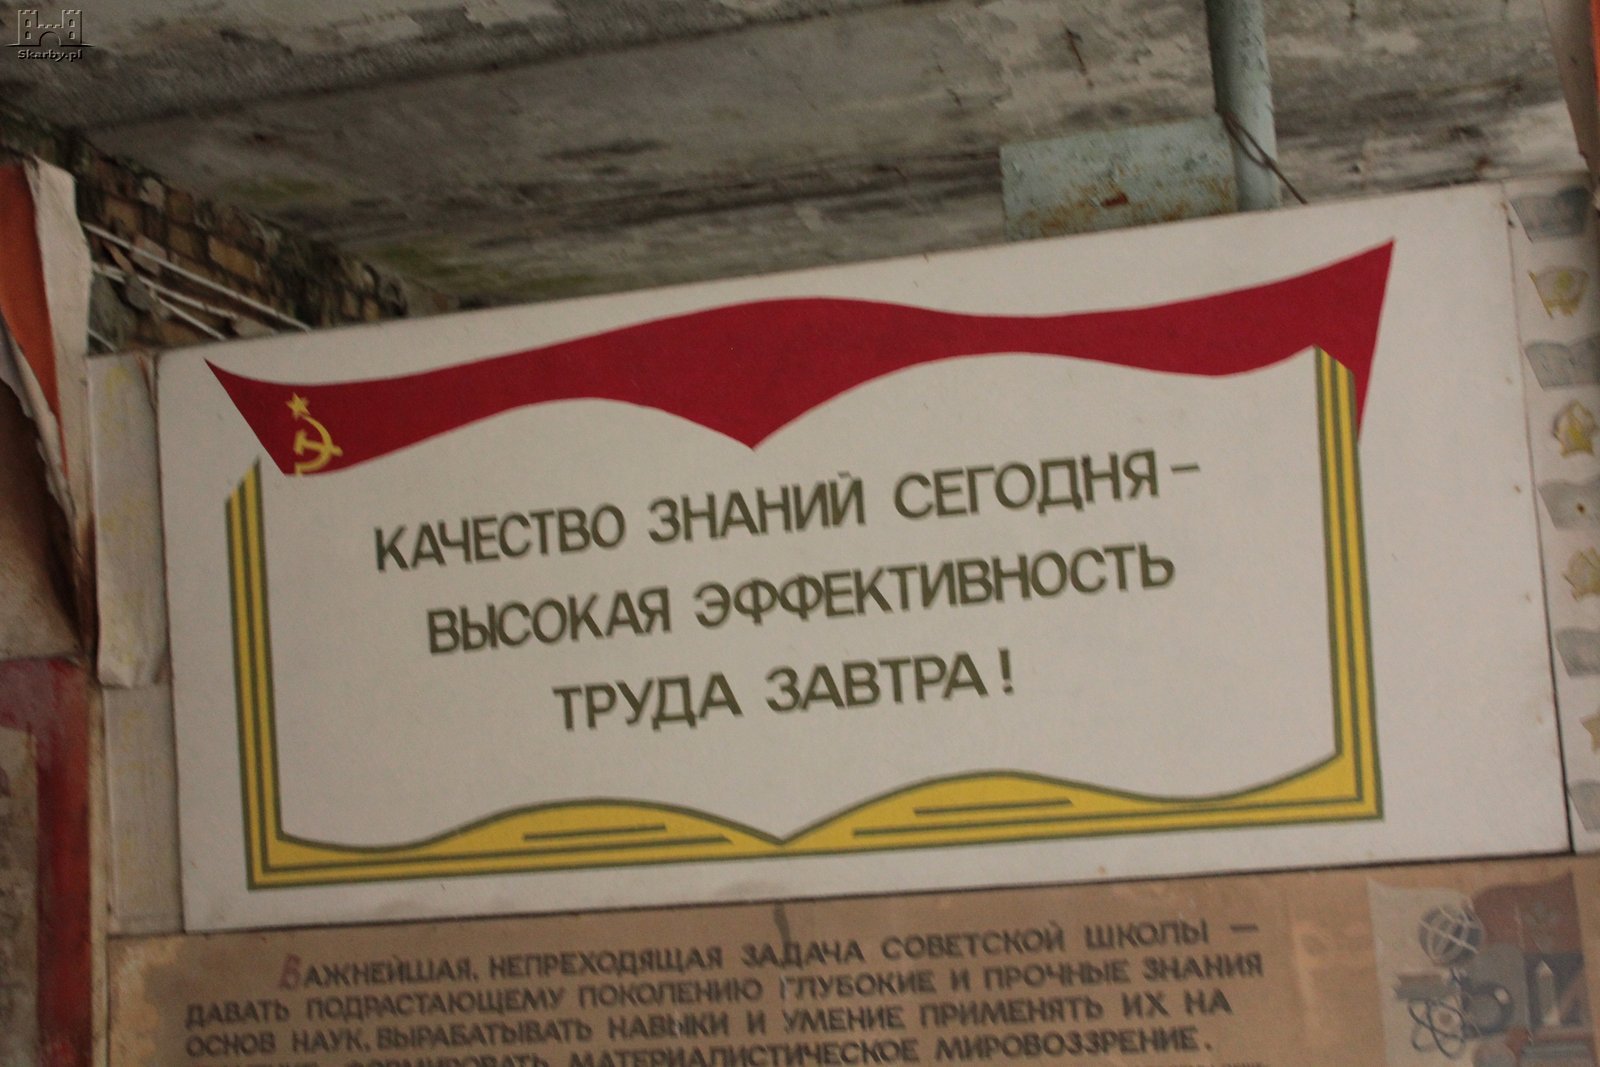 Skarby.pl
КАЧЕСТВО ЗНАНИЙ СЕГОДНЯ –
ВЫСОКАЯ ЭФФЕКТИВНОСТЬ
ТРУДА ЗАВТРА!
ВАЖНЕЙШАЯ, НЕПРЕХОДЯЩАЯ ЗАДАЧА СОВЕТСКОЙ ШКОЛЫ —
ДАВАТЬ ПОДРАСТАЮЩЕМУ ПОКОЛЕНИЮ ГЛУБОКИЕ И ПРОЧНЫЕ ЗНАНИЯ
ОСНОВ НАУК, ВЫРАБАТЫВАТЬ НАВЫКИ И УМЕНИЕ ПРИМЕНЯТЬ ИХ НА
ФОРМИРОВАТЬ МАТЕРИАЛИСТИЧЕСКОЕ МИРОВОЗЗРЕНИЕ.